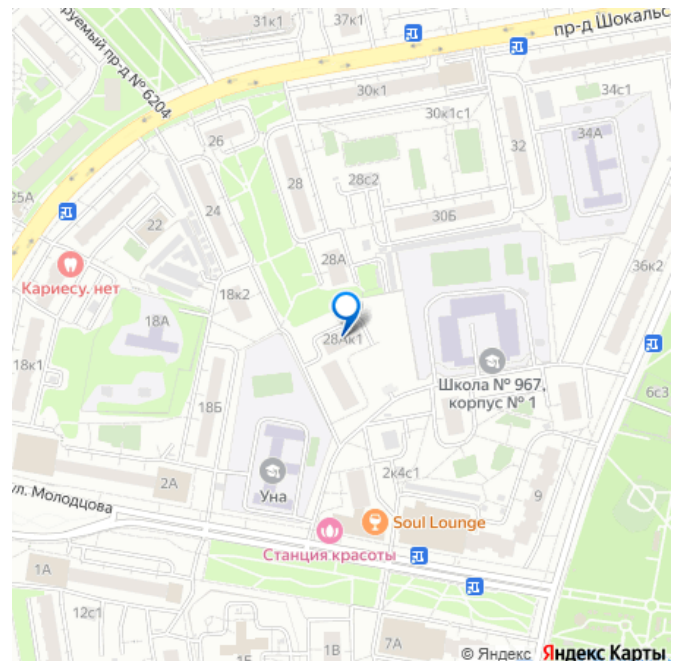 31к1
37к1
пр-д Шокальс
руемый пр-д № 6204
30к1
34с1
30к1с1
26
32
34А
25А
28
28с2
24
22
30Б
28А
36к2
Кариесу. нет
18к2
18А
28Ак1
18к1
Школа № 967,
корпус № 1
6с3
18Б
2А
Уна
2к4с1
9
ул. Молодцова
Soul Lounge
Станция красоты
1А
12с1
1В
7А
© Яндекс Яндекс Карты